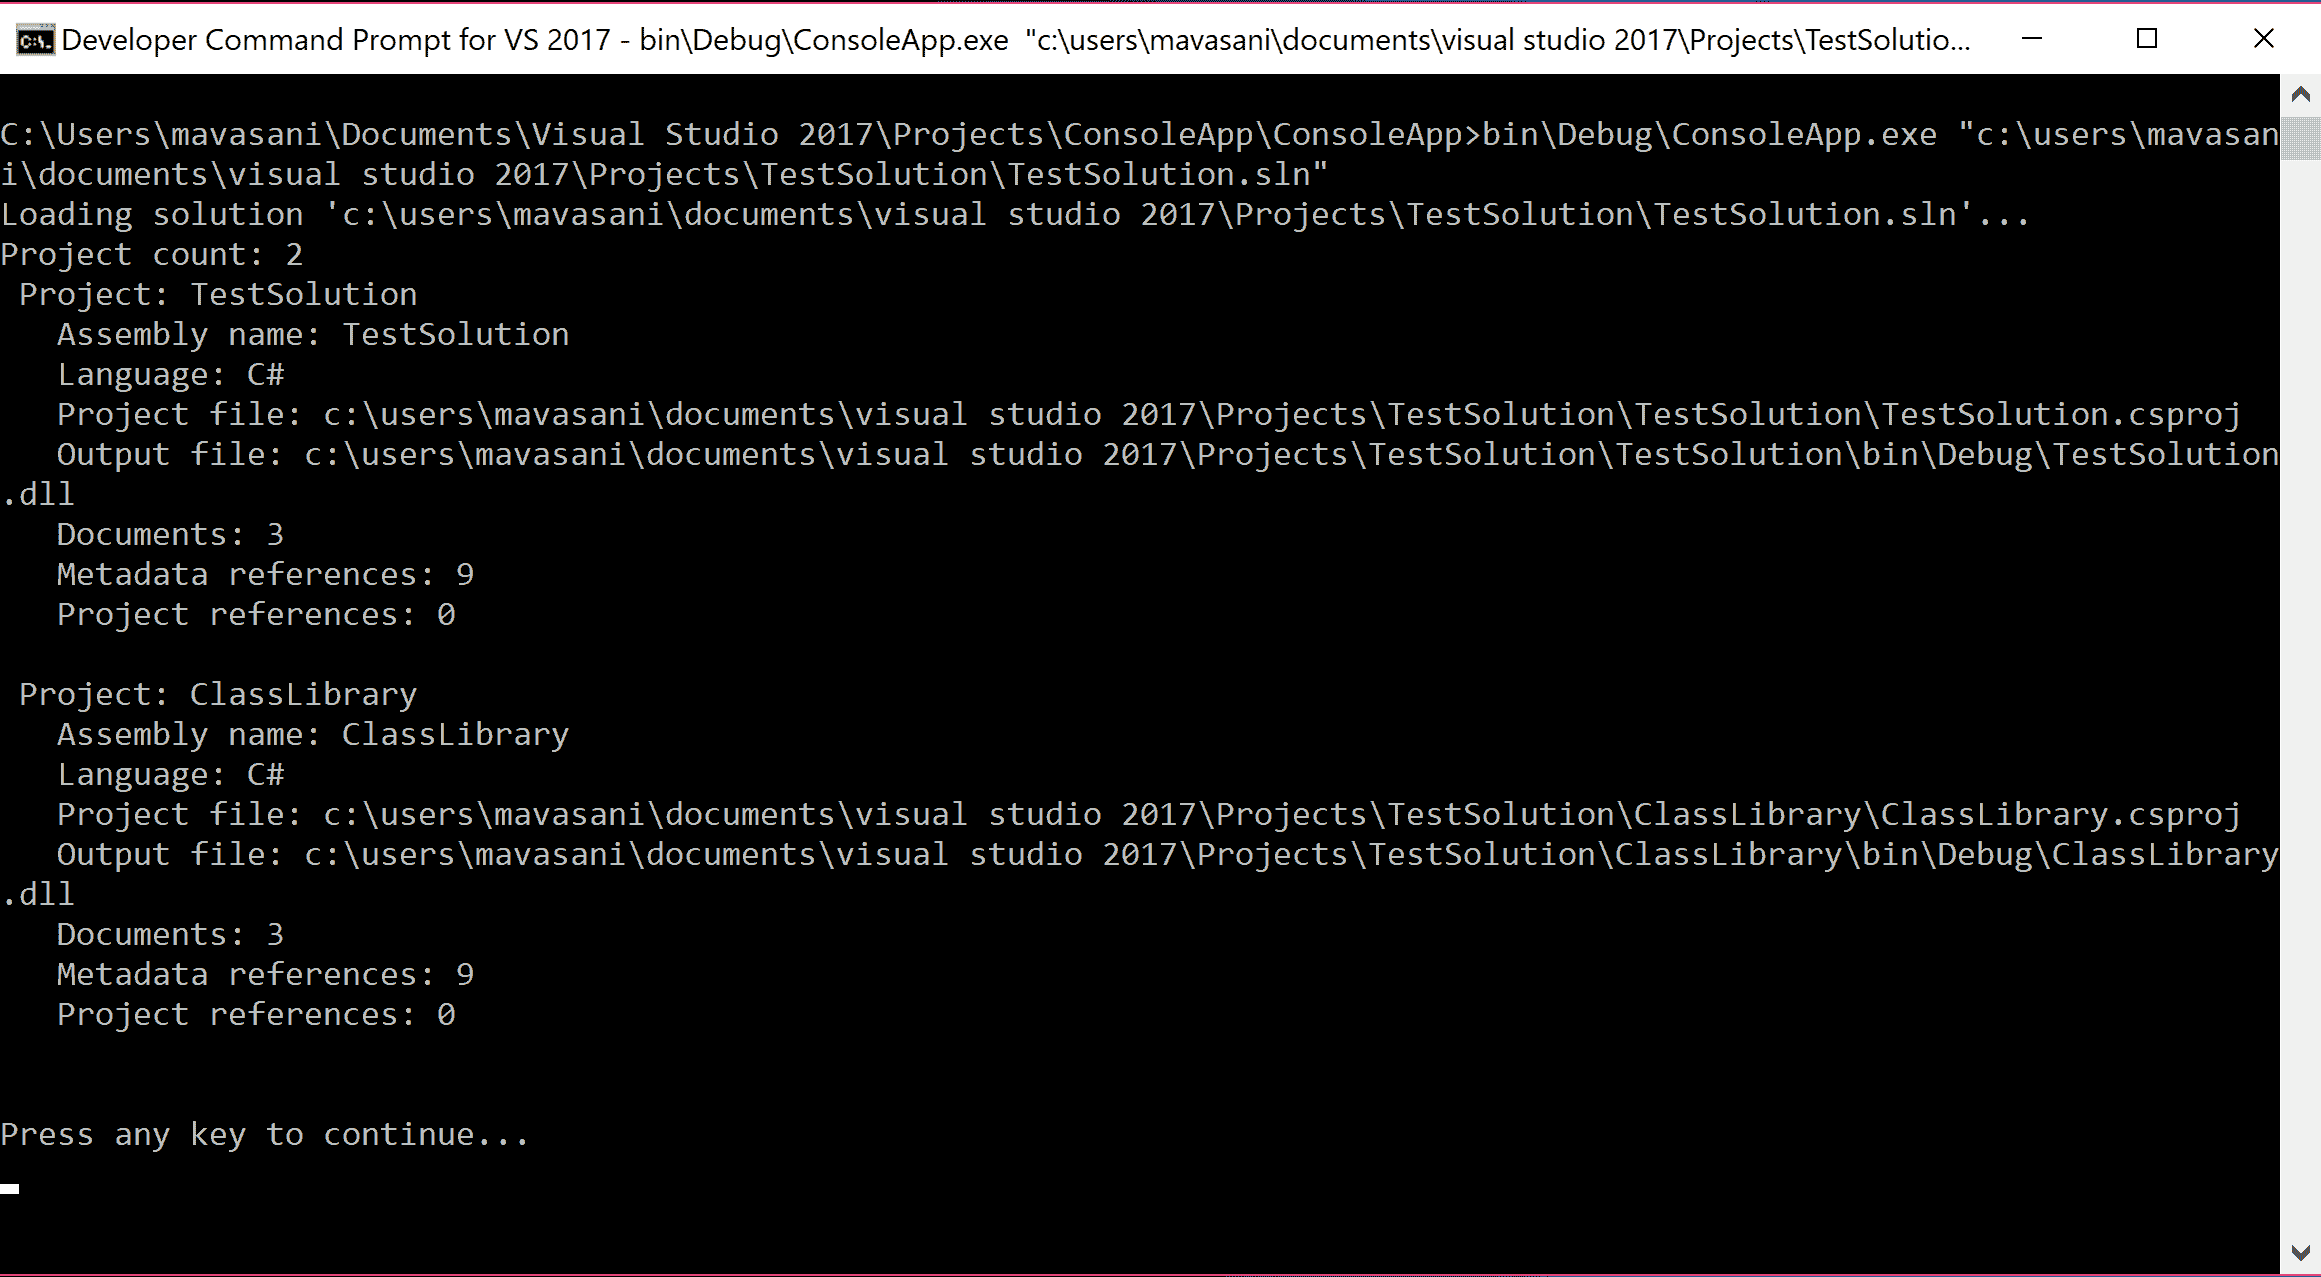 Developer Command Prompt for VS 2017 - bin\Debug\ConsoleApp.exe  "c:\users\mavasani\documents\visual studio 2017\Projects\TestSolutio...
C:\Users\mavasani\Documents\Visual Studio 2017\Projects\ConsoleApp\ConsoleApp>bin\Debug\ConsoleApp.exe "c:\users\mavasan
i\documents\visual studio 2017\Projects\TestSolution\TestSolution.sln"
Loading solution 'c:\users\mavasani\documents\visual studio 2017\Projects\TestSolution\TestSolution.sln'...
Project count: 2
 Project: TestSolution
   Assembly name: TestSolution
   Language: C#
   Project file: c:\users\mavasani\documents\visual studio 2017\Projects\TestSolution\TestSolution\TestSolution.csproj
   Output file: c:\users\mavasani\documents\visual studio 2017\Projects\TestSolution\TestSolution\bin\Debug\TestSolution
.dll
   Documents: 3
   Metadata references: 9
   Project references: 0
 Project: ClassLibrary
   Assembly name: ClassLibrary
   Language: C#
   Project file: c:\users\mavasani\documents\visual studio 2017\Projects\TestSolution\ClassLibrary\ClassLibrary.csproj
   Output file: c:\users\mavasani\documents\visual studio 2017\Projects\TestSolution\ClassLibrary\bin\Debug\ClassLibrary
.dll
   Documents: 3
   Metadata references: 9
   Project references: 0
Press any key to continue...